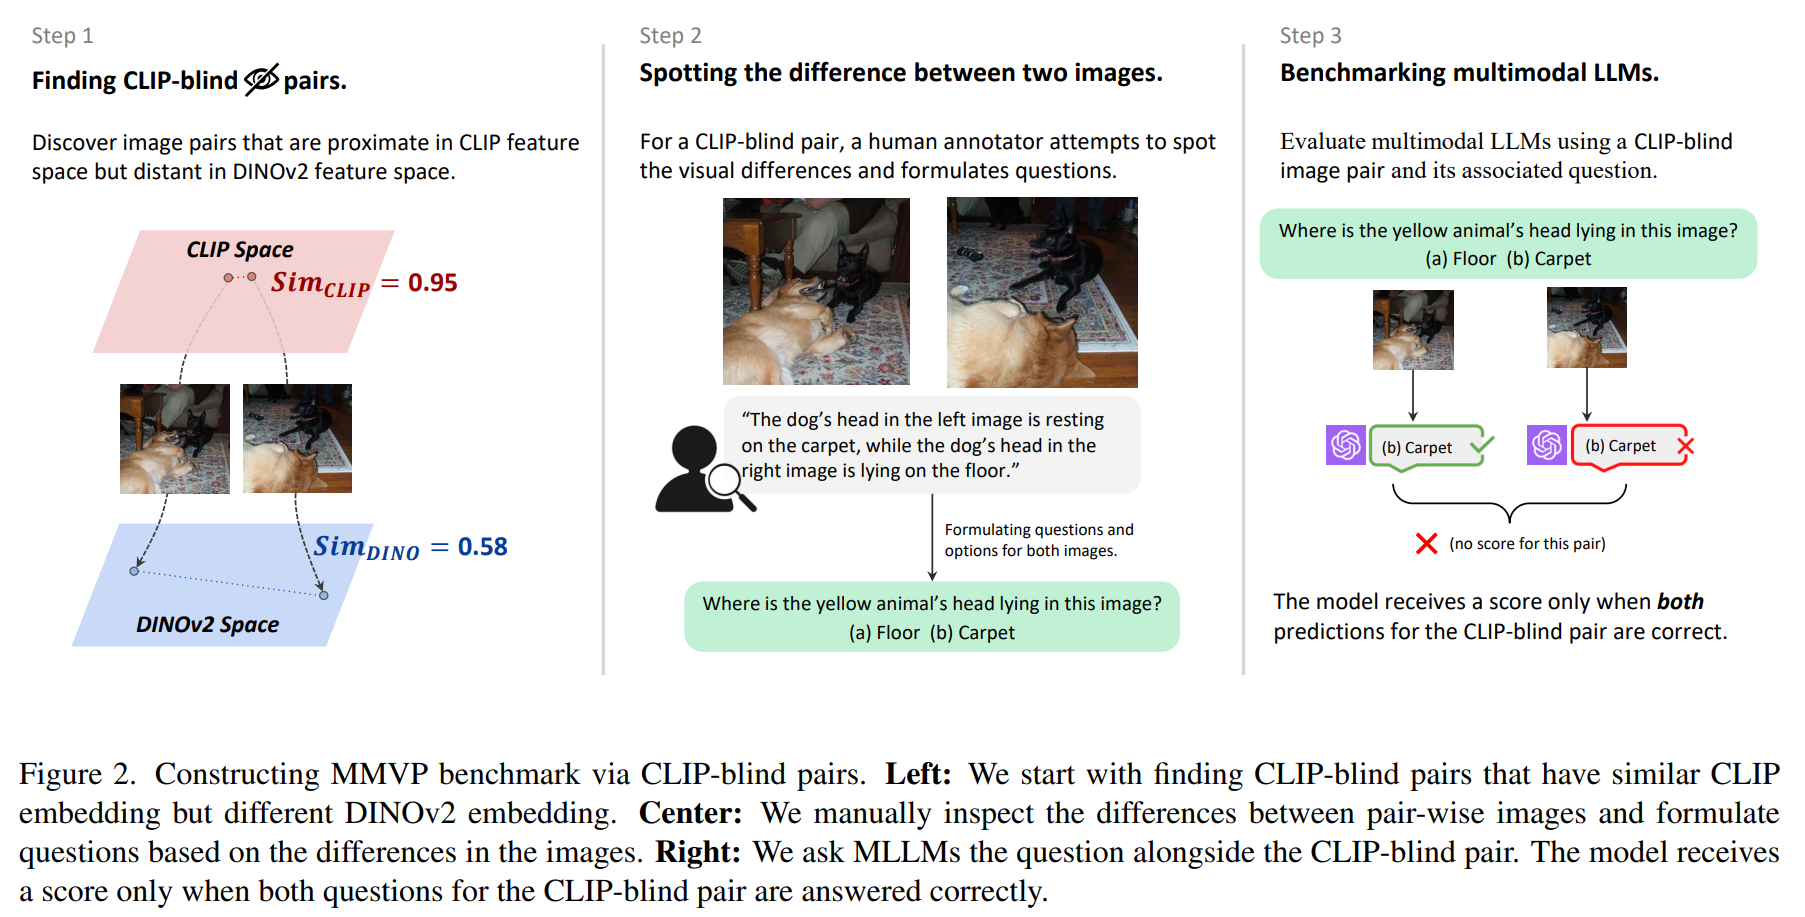 Step 1
Finding CLIP-blind pairs.
Discover image pairs that are proximate in CLIP feature
space but distant in DINOv2 feature space.
CLIP Space
Sim_CLIP = 0.95
Sim_DINO = 0.58
DINOv2 Space
Step 2
Spotting the difference between two images.
For a CLIP-blind pair, a human annotator attempts to spot
the visual differences and formulates questions.
“The dog’s head in the left image is resting
on the carpet, while the dog’s head in the
right image is lying on the floor.”
Formulating questions and
options for both images.
Where is the yellow animal’s head lying in this image?
(a) Floor (b) Carpet
Step 3
Benchmarking multimodal LLMs.
Evaluate multimodal LLMs using a CLIP-blind
image pair and its associated question.
Where is the yellow animal’s head lying in this image?
(a) Floor (b) Carpet
(b) Carpet
(b) Carpet
(no score for this pair)
The model receives a score only when both
predictions for the CLIP-blind pair are correct.
Figure 2. Constructing MMVP benchmark via CLIP-blind pairs. Left: We start with finding CLIP-blind pairs that have similar CLIP
embedding but different DINOv2 embedding. Center: We manually inspect the differences between pair-wise images and formulate
questions based on the differences in the images. Right: We ask MLLMs the question alongside the CLIP-blind pair. The model receives
a score only when both questions for the CLIP-blind pair are answered correctly.